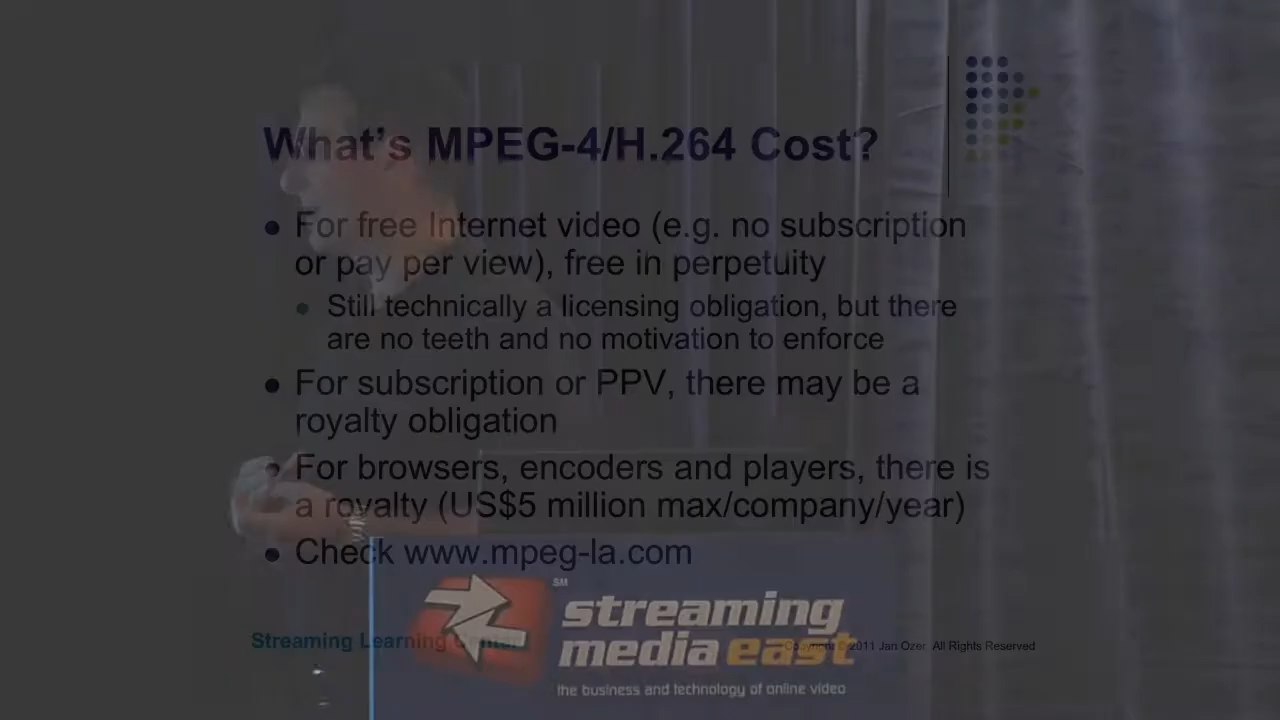 What's MPEG-4/H.264 Cost?
For free Internet video (e.g. no subscription
or pay per view), free in perpetuity
Still technically a licensing obligation, but there
are no teeth and no motivation to enforce
For subscription or PPV, there may be a
royalty obligation
For browsers, encoders and players, there is
a royalty (US$5 million max/company/year)
Check www.mpeg-la.com
SM
streaming
media east
the business and technology of online video
Streaming Learning Center
Copyright © 2011 Jan Ozer All Rights Reserved